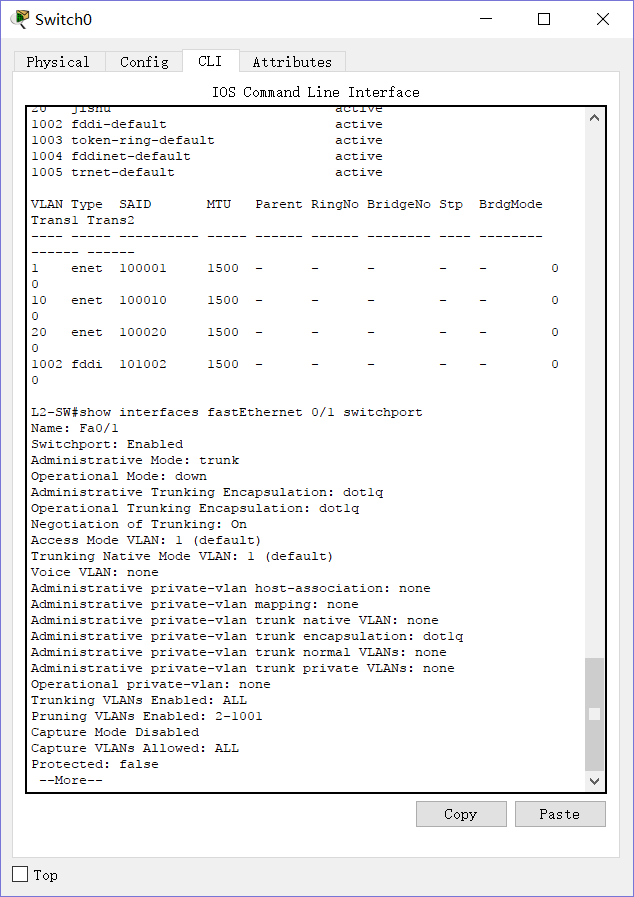 Switch0
Physical Config CLI Attributes
IOS Command Line Interface
20 jishu active
1002 fddi-default active
1003 token-ring-default active
1004 fddinet-default active
1005 trnet-default active
VLAN Type SAID MTU Parent RingNo BridgeNo Stp BrdgMode
Trans1 Trans2
---- ----- ---------- ----- ------ ------ -------- ---- --------
------ ------
1 enet 100001 1500 - - - - - 0
0
10 enet 100010 1500 - - - - - 0
0
20 enet 100020 1500 - - - - - 0
0
1002 fddi 101002 1500 - - - - - 0
0
L2-SW#show interfaces fastEthernet 0/1 switchport
Name: Fa0/1
Switchport: Enabled
Administrative Mode: trunk
Operational Mode: down
Administrative Trunking Encapsulation: dot1q
Operational Trunking Encapsulation: dot1q
Negotiation of Trunking: On
Access Mode VLAN: 1 (default)
Trunking Native Mode VLAN: 1 (default)
Voice VLAN: none
Administrative private-vlan host-association: none
Administrative private-vlan mapping: none
Administrative private-vlan trunk native VLAN: none
Administrative private-vlan trunk encapsulation: dot1q
Administrative private-vlan trunk normal VLANs: none
Administrative private-vlan trunk private VLANs: none
Operational private-vlan: none
Trunking VLANs Enabled: ALL
Pruning VLANs Enabled: 2-1001
Capture Mode Disabled
Capture VLANs Allowed: ALL
Protected: false
--More--
Copy Paste
Top